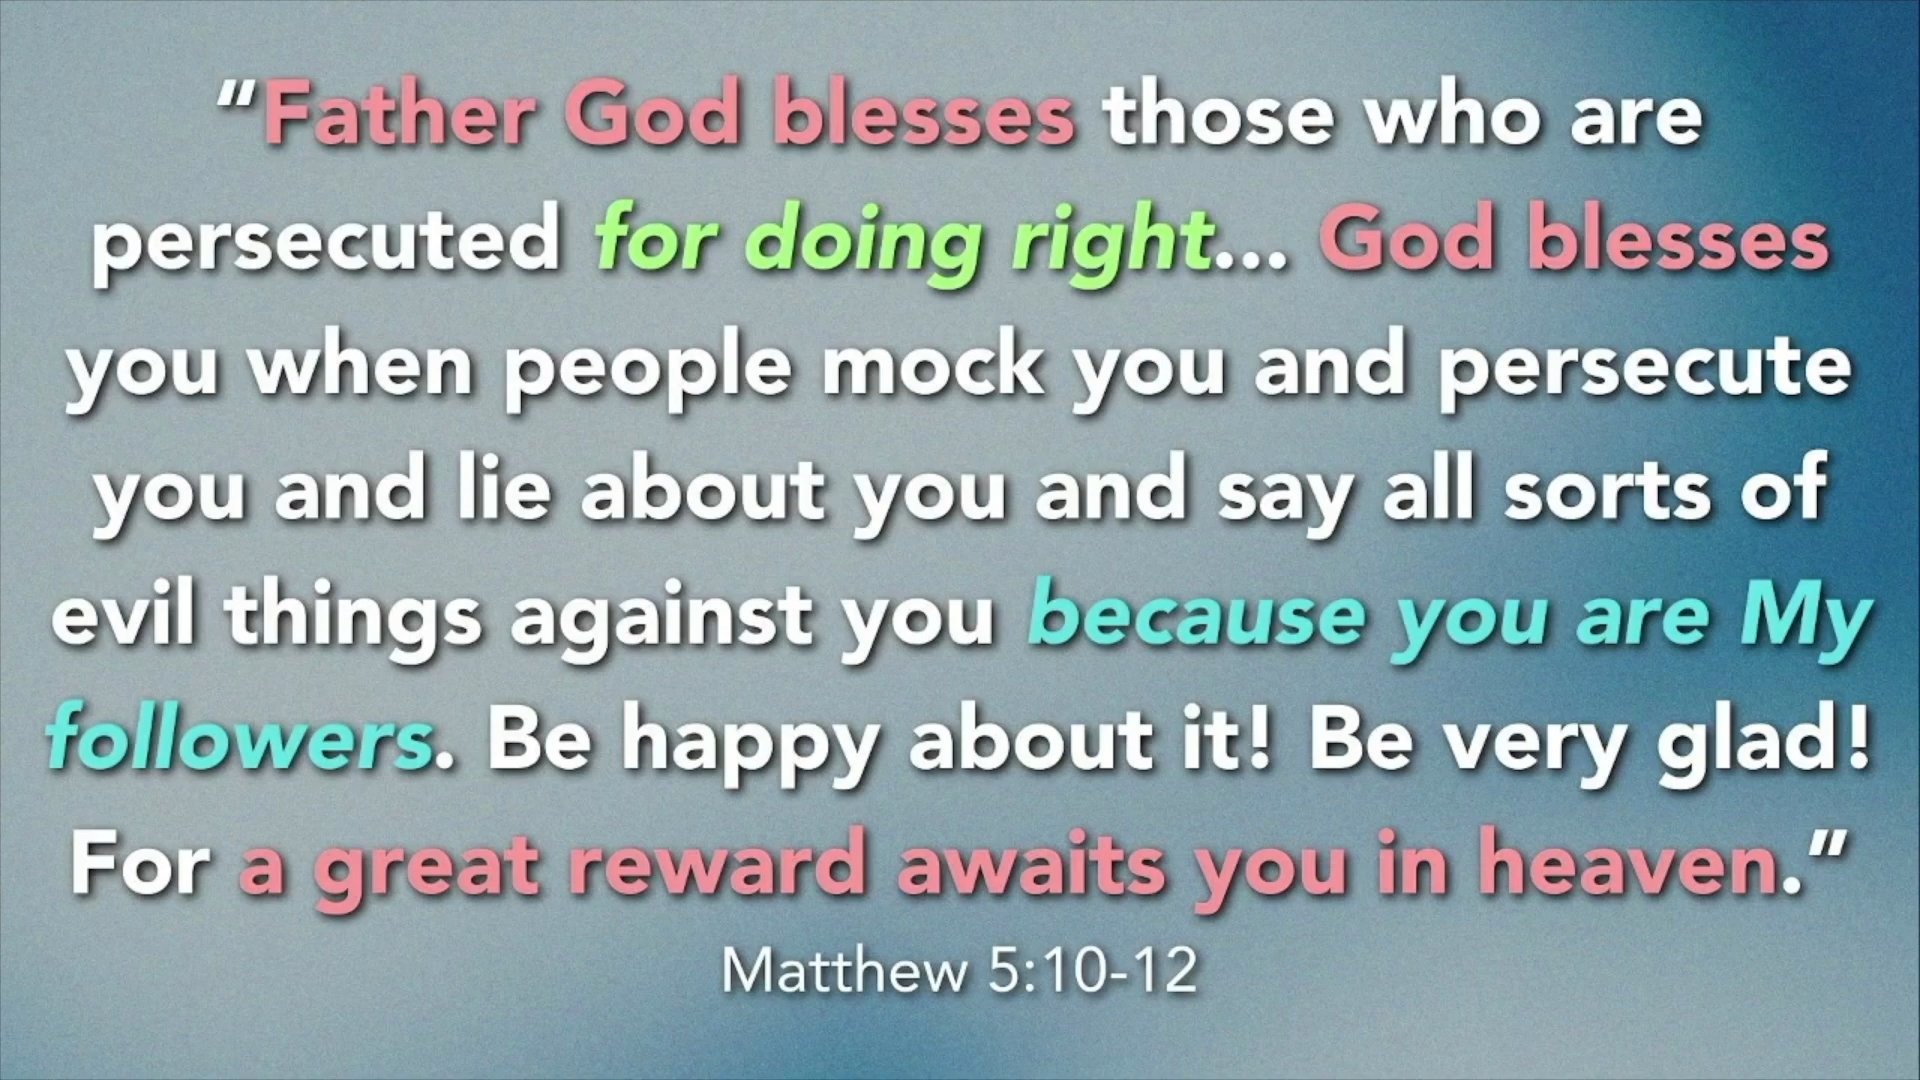 “Father God blesses those who are
persecuted for doing right... God blesses
you when people mock you and persecute
you and lie about you and say all sorts of
evil things against you because you are My
followers. Be happy about it! Be very glad!
For a great reward awaits you in heaven.”
Matthew 5:10-12